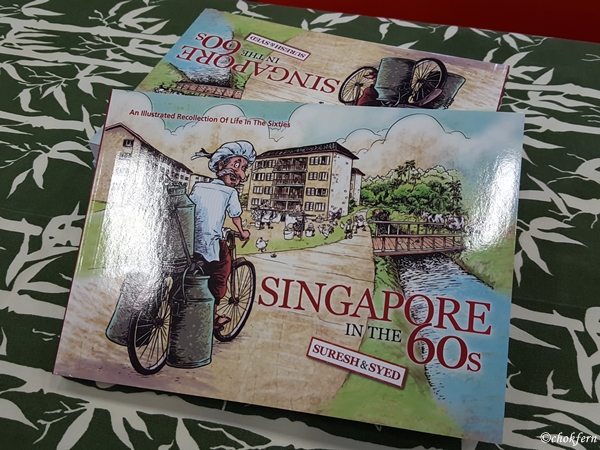 SURESH & SYED
SINGAPORE
IN THE
60s
An Illustrated Recollection Of Life In The Sixties
SINGAPORE
IN THE
60s
SURESH & SYED
©chokfern